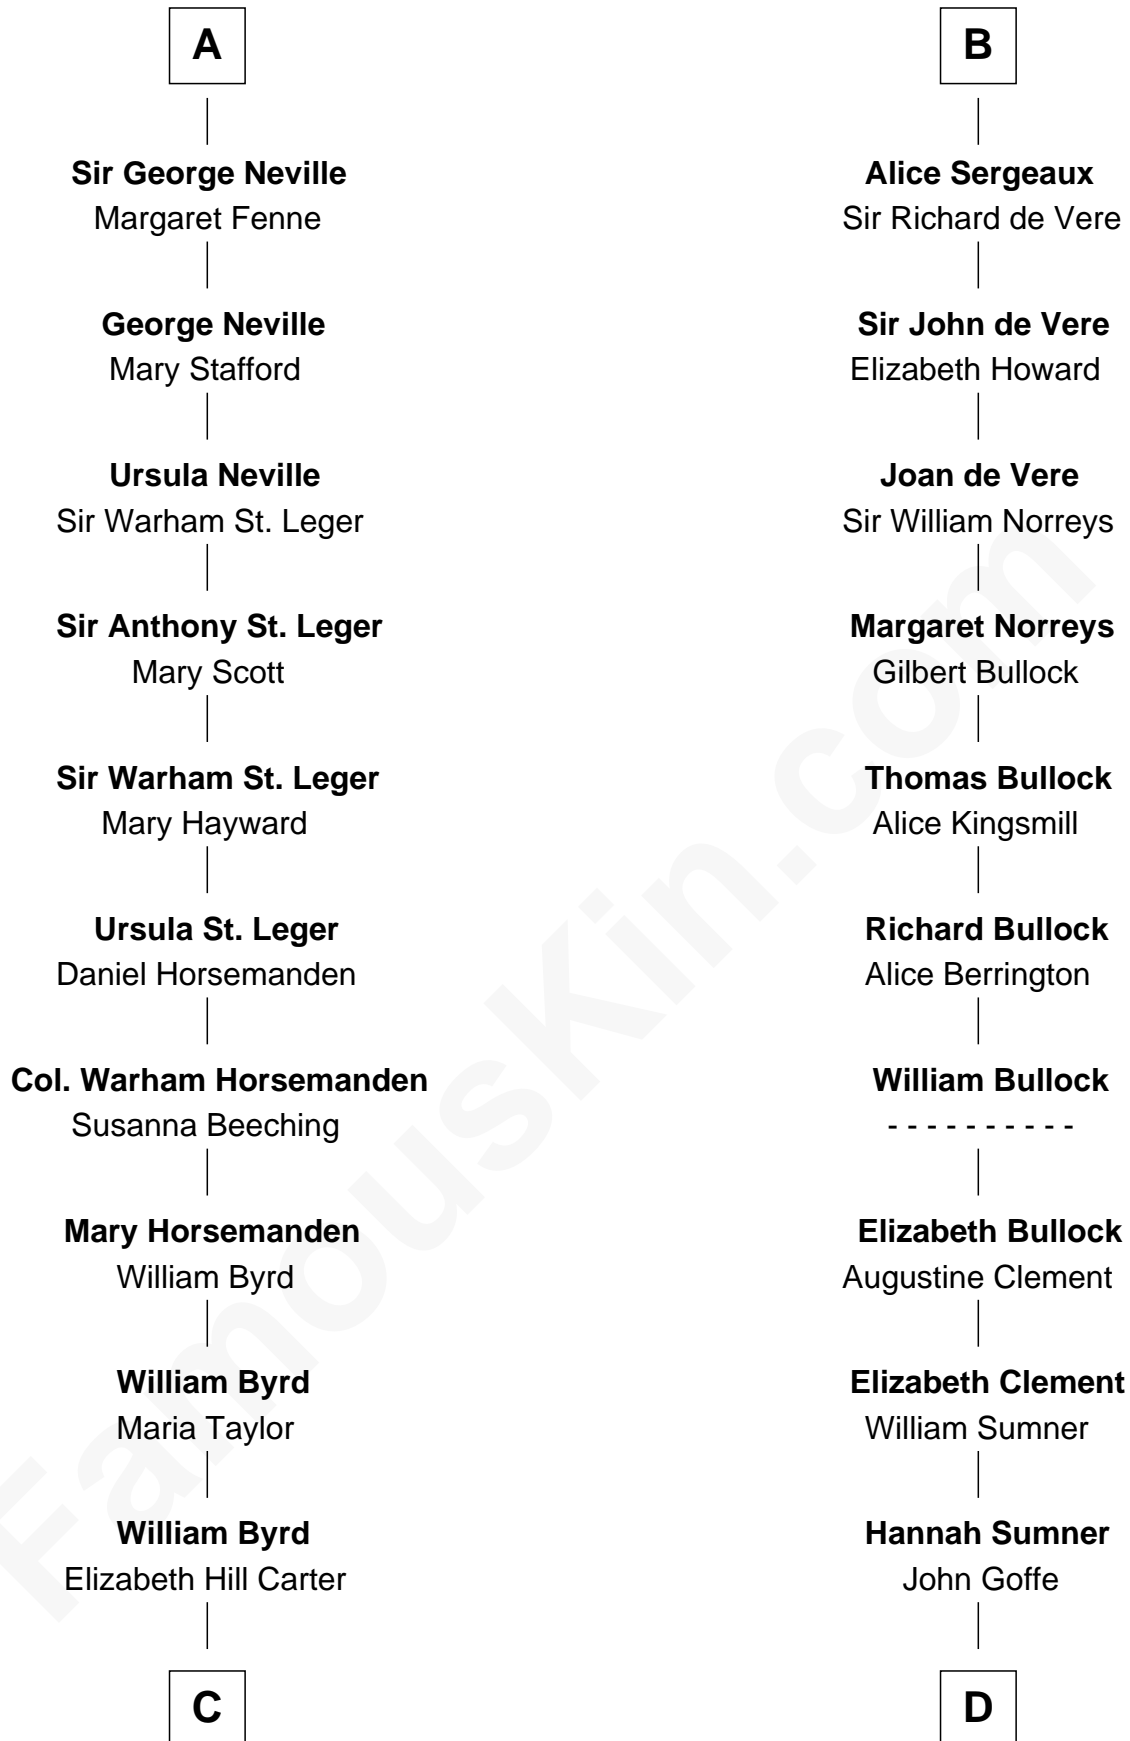 A
Sir George Neville
Margaret Fenne
George Neville
Mary Stafford
Ursula Neville
Sir Warham St. Leger
Sir Anthony St. Leger
Mary Scott
Sir Warham St. Leger
Mary Hayward
Ursula St. Leger
Daniel Horsemanden
Col. Warham Horsemanden
Susanna Beeching
Mary Horsemanden
William Byrd
William Byrd
Maria Taylor
William Byrd
Elizabeth Hill Carter
C
B
Alice Sergeaux
Sir Richard de Vere
Sir John de Vere
Elizabeth Howard
Joan de Vere
Sir William Norreys
Margaret Norreys
Gilbert Bullock
Thomas Bullock
Alice Kingsmill
Richard Bullock
Alice Berrington
William Bullock
- - - - - - - - - -
Elizabeth Bullock
Augustine Clement
Elizabeth Clement
William Sumner
Hannah Sumner
John Goffe
D
FamousKin.com